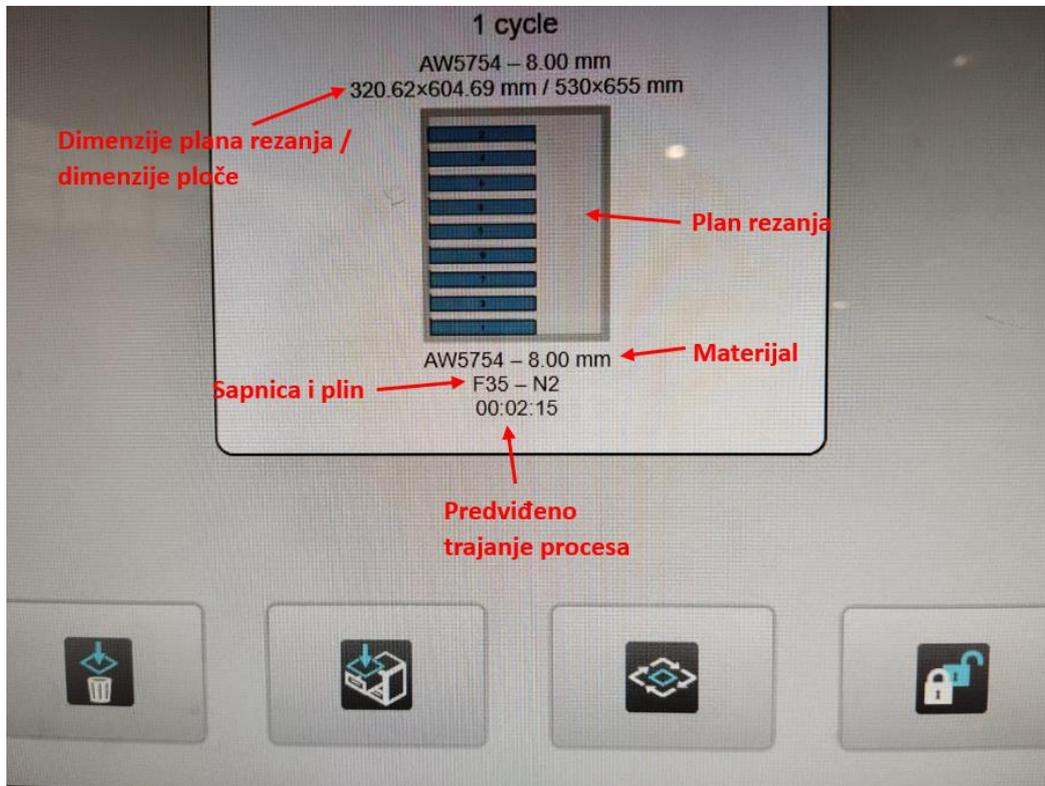 1 cycle
AW5754 – 8.00 mm
320.62×604.69 mm / 530×655 mm
Dimenzije plana rezanja /
dimenzije ploče
Plan rezanja
AW5754 – 8.00 mm
Materijal
Sapnica i plin
F35 – N2
00:02:15
Predviđeno
trajanje procesa